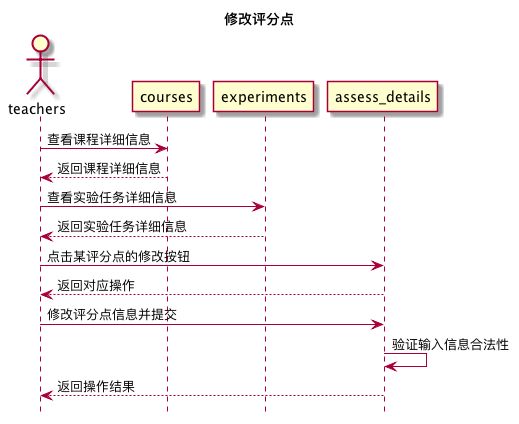 修改评分点
teachers
courses
experiments
assess_details
查看课程详细信息
返回课程详细信息
查看实验任务详细信息
返回实验任务详细信息
点击某评分点的修改按钮
返回对应操作
修改评分点信息并提交
验证输入信息合法性
返回操作结果